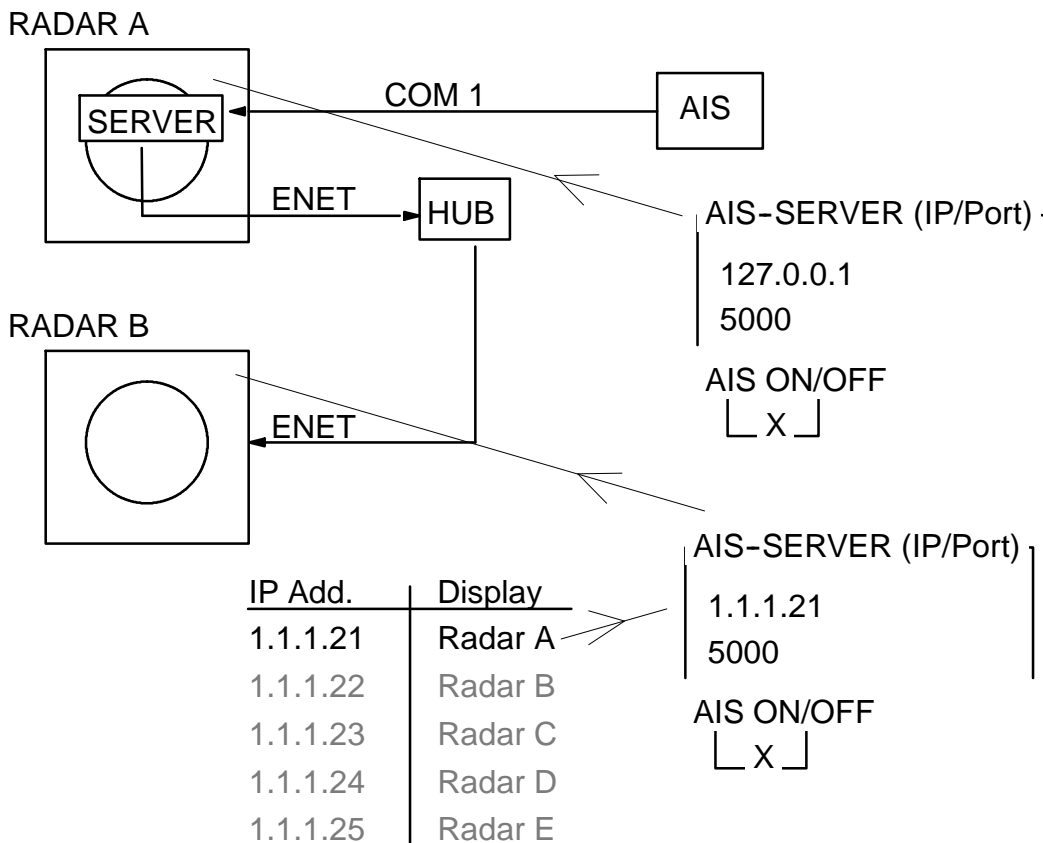 RADAR A
COM 1
AIS
SERVER
ENET
HUB
AIS-SERVER (IP/Port)
127.0.0.1
5000
AIS ON/OFF
X
RADAR B
ENET
AIS-SERVER (IP/Port)
1.1.1.21
5000
AIS ON/OFF
X
IP Add. Display
1.1.1.21 Radar A
1.1.1.22 Radar B
1.1.1.23 Radar C
1.1.1.24 Radar D
1.1.1.25 Radar E